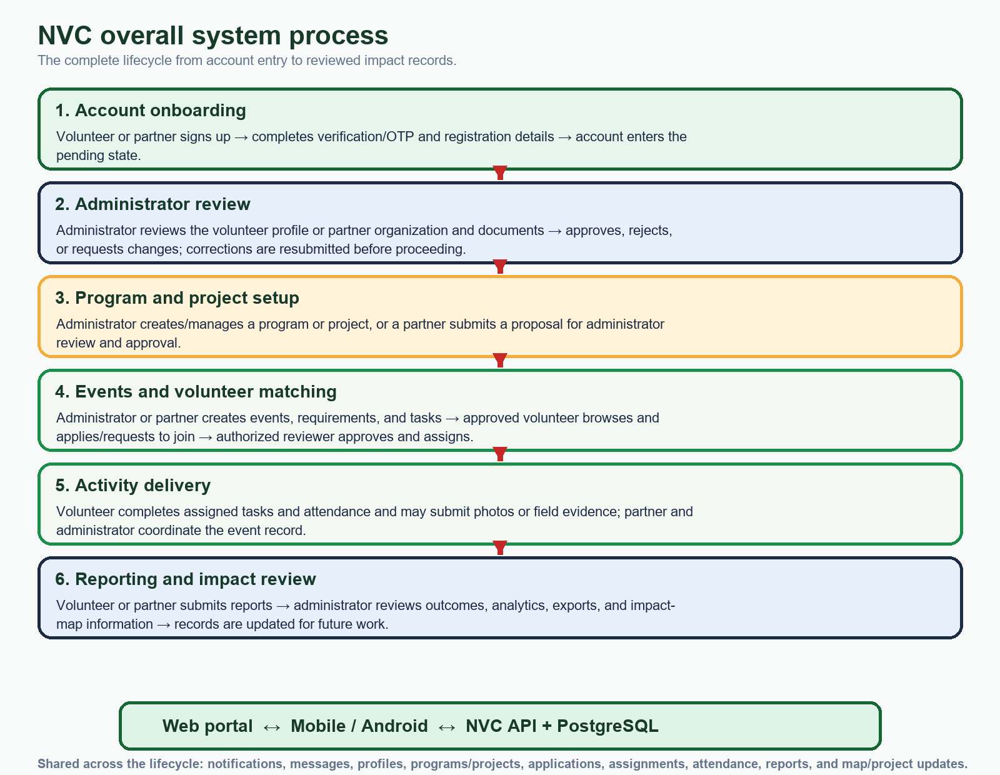 NVC overall system process
The complete lifecycle from account entry to reviewed impact records.
1. Account onboarding
Volunteer or partner signs up → completes verification/OTP and registration details → account enters the
pending state.
2. Administrator review
Administrator reviews the volunteer profile or partner organization and documents → approves, rejects,
or requests changes; corrections are resubmitted before proceeding.
3. Program and project setup
Administrator creates/manages a program or project, or a partner submits a proposal for administrator
review and approval.
4. Events and volunteer matching
Administrator or partner creates events, requirements, and tasks → approved volunteer browses and
applies/requests to join → authorized reviewer approves and assigns.
5. Activity delivery
Volunteer completes assigned tasks and attendance and may submit photos or field evidence; partner and
administrator coordinate the event record.
6. Reporting and impact review
Volunteer or partner submits reports → administrator reviews outcomes, analytics, exports, and impact-
map information → records are updated for future work.
Web portal ↔ Mobile / Android ↔ NVC API + PostgreSQL
Shared across the lifecycle: notifications, messages, profiles, programs/projects, applications, assignments, attendance, reports, and map/project updates.